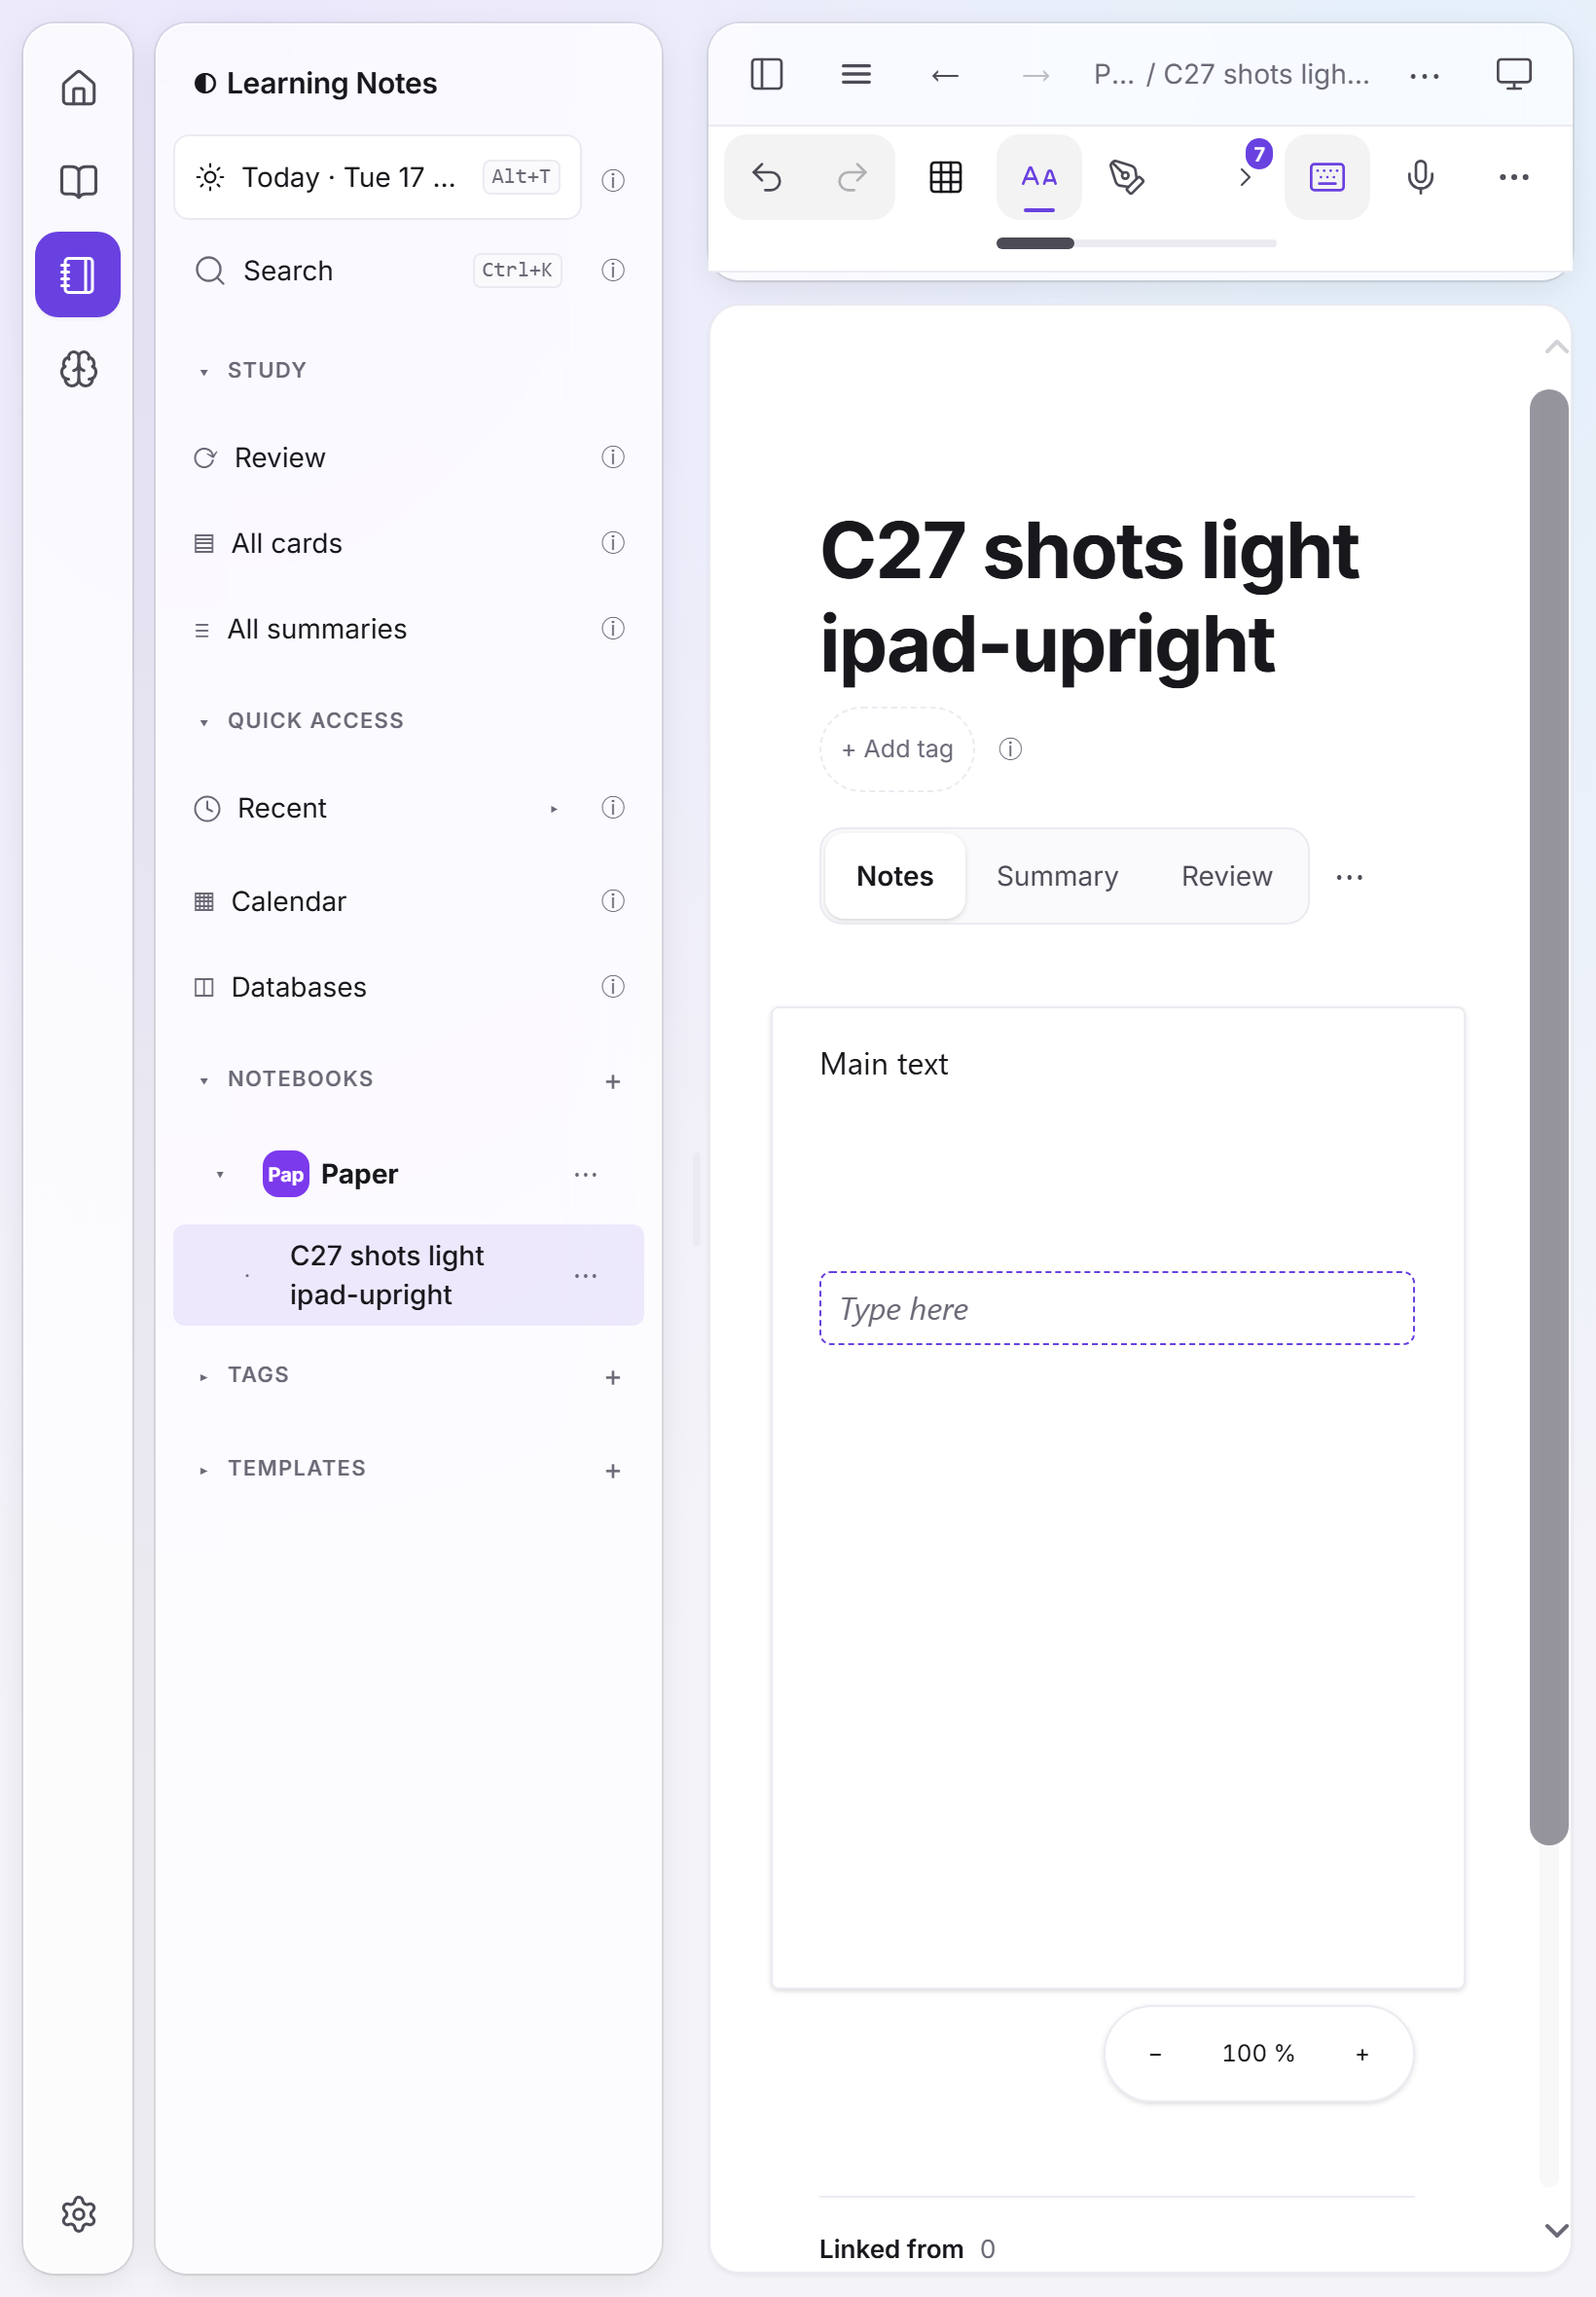 Learning Notes
Today · Tue 17 ... Alt+T
Search Ctrl+K
STUDY
Review
All cards
All summaries
QUICK ACCESS
Recent
Calendar
Databases
NOTEBOOKS +
Pap Paper ...
C27 shots light
ipad-upright ...
TAGS +
TEMPLATES +
P... / C27 shots ligh... ...
AA 7
C27 shots light
ipad-upright
+ Add tag
Notes Summary Review ...
Main text
Type here
− 100 % +
Linked from 0